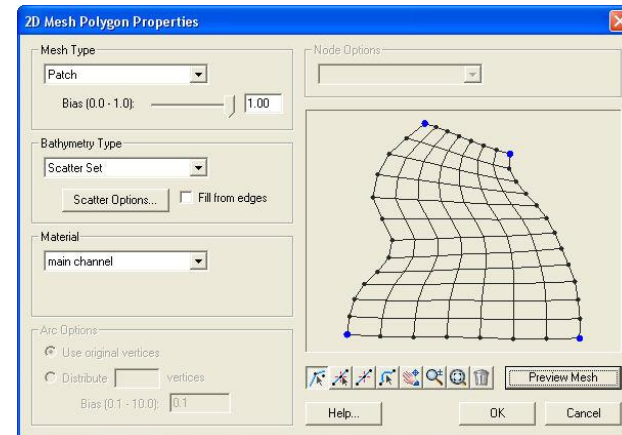 2D Mesh Polygon Properties
Mesh Type
Patch
Bias (0.0 - 1.0):
1.00
Bathymetry Type
Scatter Set
Scatter Options...
Fill from edges
Material
main channel
Arc Options
Use original vertices
Distribute
vertices
Bias (0.1 - 10.0):
0.1
Node Options
Preview Mesh
Help...
OK
Cancel